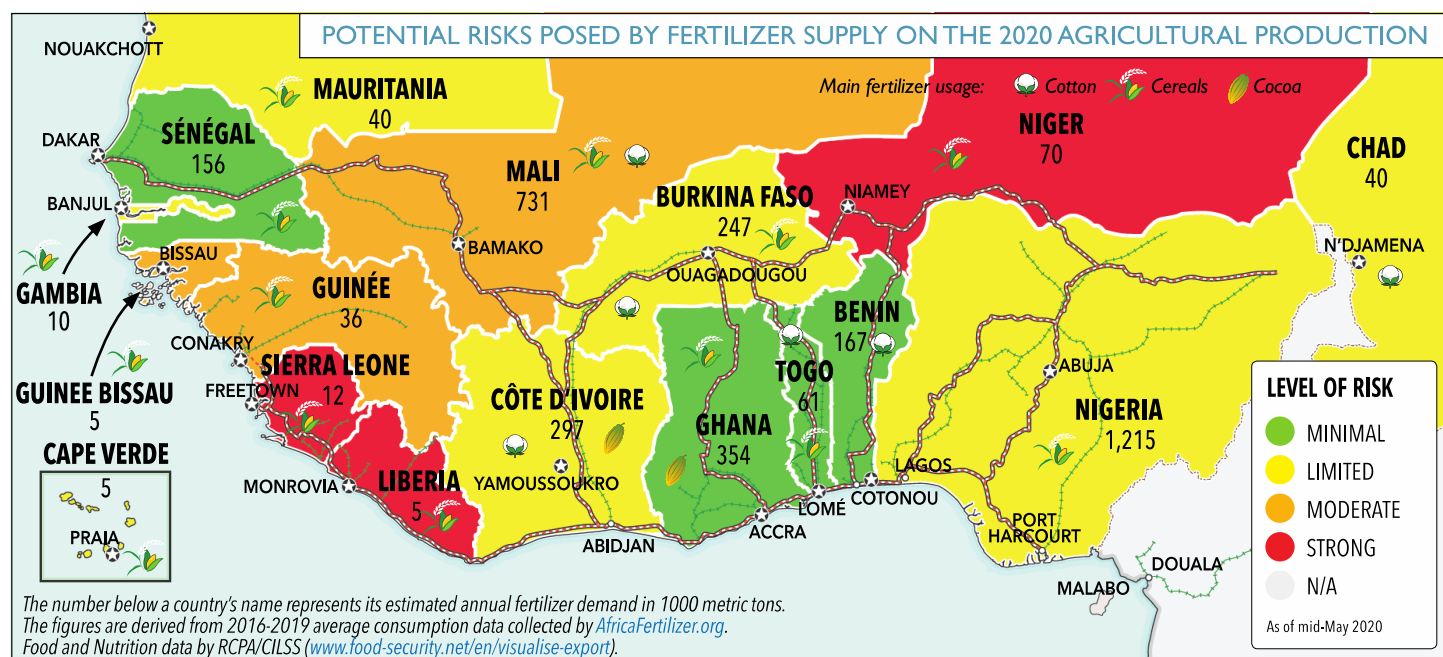 POTENTIAL RISKS POSED BY FERTILIZER SUPPLY ON THE 2020 AGRICULTURAL PRODUCTION
Main fertilizer usage: Cotton Cereals Cocoa
NOUAKCHOTT
MAURITANIA
40
SÉNÉGAL
156
DAKAR
MALI
731
NIGER
70
CHAD
40
BURKINA FASO
247
NIAMEY
BANJUL
BAMAKO
OUAGADOUGOU
N'DJAMENA
BISSAU
GAMBIA
10
GUINÉE
36
BENIN
167
CONAKRY
SIERRA LEONE
12
FREETOWN
GUINEE BISSAU
5
TOGO
61
ABUJA
CÔTE D'IVOIRE
297
GHANA
354
NIGERIA
1,215
CAPE VERDE
5
PRAIA
MONROVIA
LIBERIA
5
YAMOUSSOUKRO
LAGOS
COTONOU
LOMÉ
ACCRA
ABIDJAN
PORT
HARCOURT
DOUALA
MALABO
LEVEL OF RISK
MINIMAL
LIMITED
MODERATE
STRONG
N/A
As of mid-May 2020
The number below a country's name represents its estimated annual fertilizer demand in 1000 metric tons.
The figures are derived from 2016-2019 average consumption data collected by AfricaFertilizer.org.
Food and Nutrition data by RCPA/CILSS (www.food-security.net/en/visualise-export).